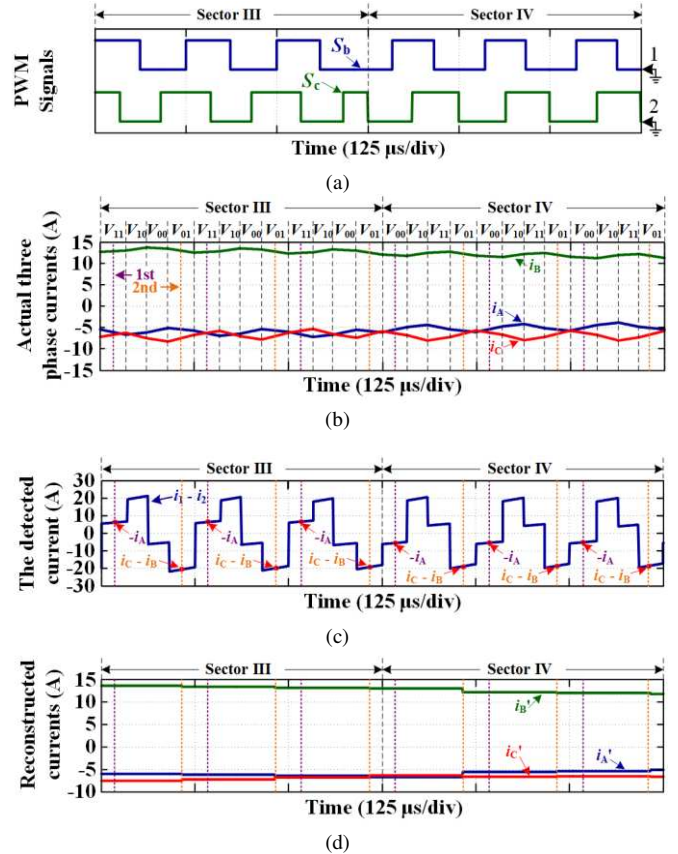 Sector III Sector IV
PWM Signals
Sb
Sc
1
2
Time (125 μs/div)
(a)
Sector III Sector IV
V11 V10 V00 V01 V11 V10 V00 V01 V11 V10 V00 V01 V00 V10 V11 V01 V00 V10 V11 V01 V00 V10 V11 V01
Actual three phase currents (A)
15
10
5
0
-5
-10
-15
1st
2nd
iB
iA
iC
Time (125 μs/div)
(b)
Sector III Sector IV
The detected current (A)
30
20
10
0
-10
-20
-30
i1 - i2
-iA -iA -iA -iA -iA -iA
iC - iB iC - iB iC - iB iC - iB iC - iB iC - iB
Time (125 μs/div)
(c)
Sector III Sector IV
Reconstructed currents (A)
15
10
5
0
-5
-10
iB'
iC'
iA'
Time (125 μs/div)
(d)